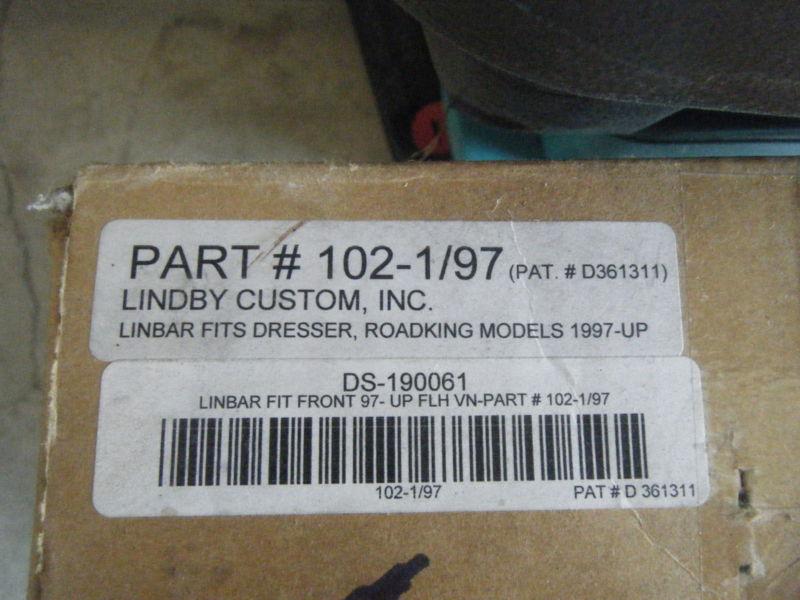 PART # 102-1/97 (PAT. # D361311)
LINDBY CUSTOM, INC.
LINBAR FITS DRESSER, ROADKING MODELS 1997-UP
DS-190061
LINBAR FIT FRONT 97- UP FLH VN-PART # 102-1/97
102-1/97 PAT # D 361311